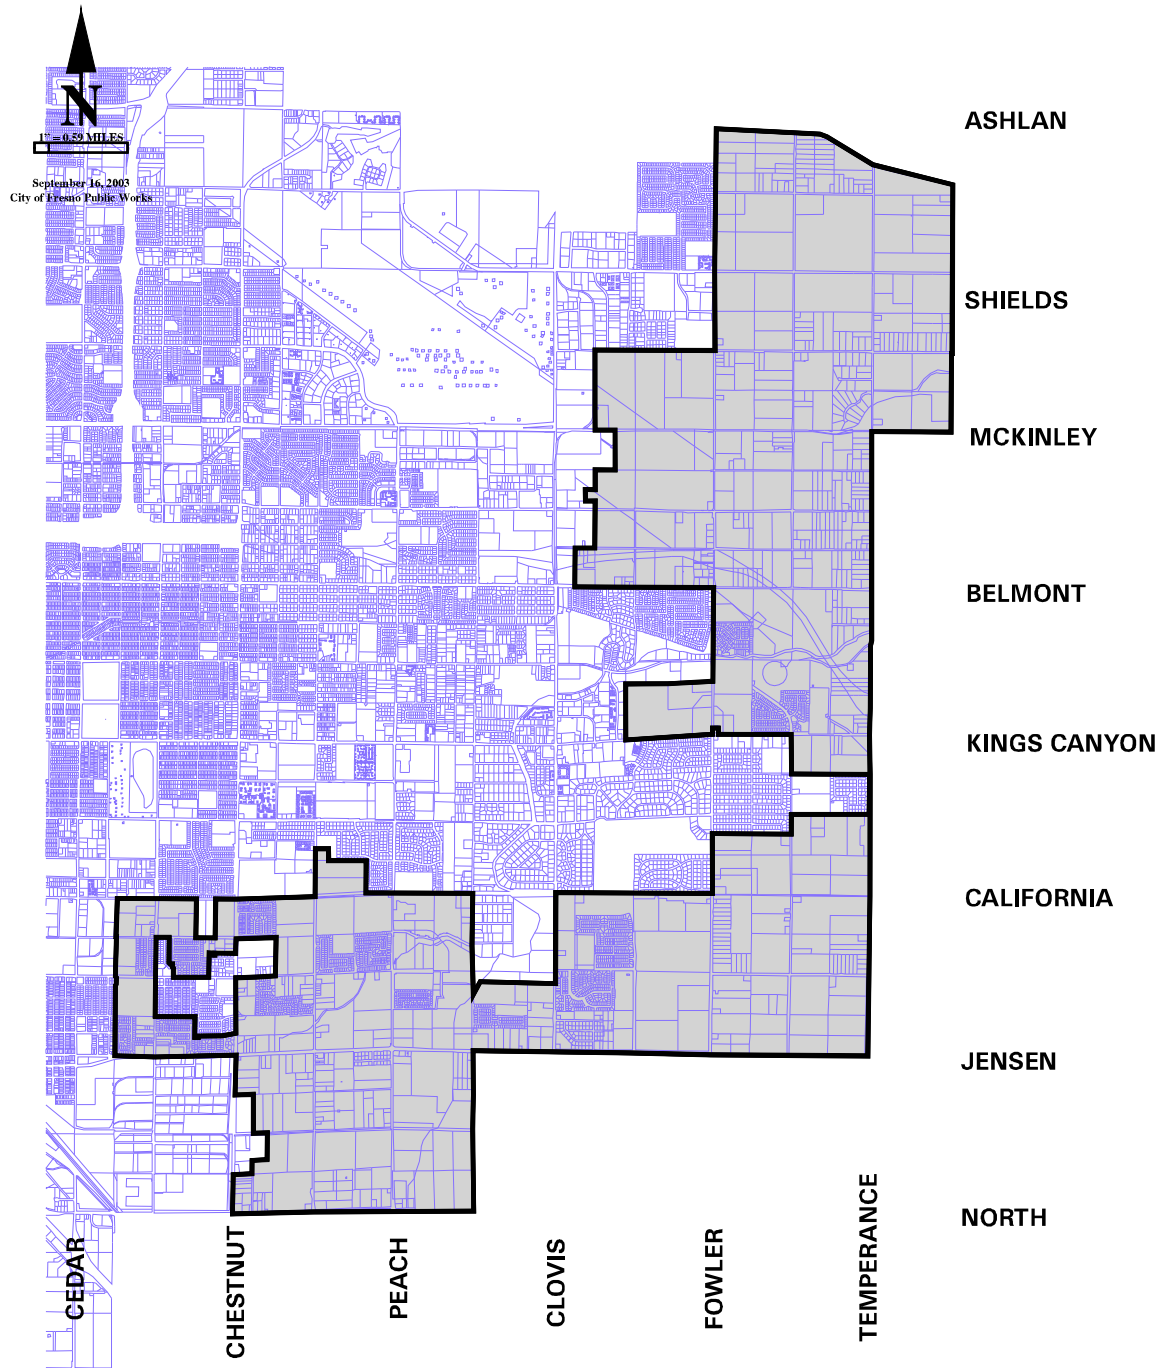 N
1" = 0.59 MILES
September 16, 2003
City of Fresno Public Works
ASHLAN
SHIELDS
MCKINLEY
BELMONT
KINGS CANYON
CALIFORNIA
JENSEN
NORTH
CEDAR
CHESTNUT
PEACH
CLOVIS
FOWLER
TEMPERANCE